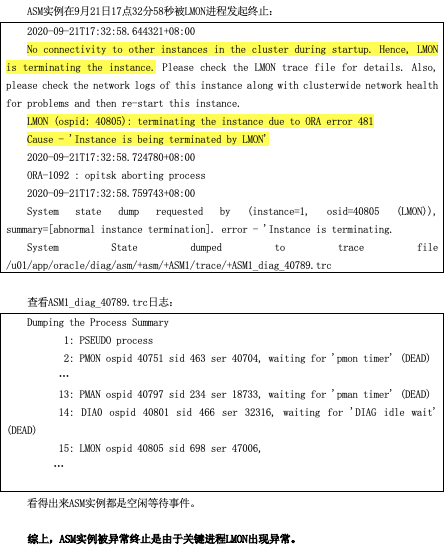 ASM实例在9月21日17点32分58秒被LMON进程发起终止：
2020-09-21T17:32:58.644321+08:00
No connectivity to other instances in the cluster during startup. Hence, LMON
is terminating the instance. Please check the LMON trace file for details. Also,
please check the network logs of this instance along with clusterwide network health
for problems and then re-start this instance.
LMON (ospid: 40805): terminating the instance due to ORA error 481
Cause - 'Instance is being terminated by LMON'
2020-09-21T17:32:58.724780+08:00
ORA-1092 : opitsk aborting process
2020-09-21T17:32:58.759743+08:00
System state dump requested by (instance=1, osid=40805 (LMON)),
summary=[abnormal instance termination]. error - 'Instance is terminating.
System State dumped to trace file
/u01/app/oracle/diag/asm/+asm/+ASM1/trace/+ASM1_diag_40789.trc
查看ASM1_diag_40789.trc日志：
Dumping the Process Summary
1: PSEUDO process
2: PMON ospid 40751 sid 463 ser 40704, waiting for 'pmon timer' (DEAD)
…
13: PMAN ospid 40797 sid 234 ser 18733, waiting for 'pman timer' (DEAD)
14: DIA0 ospid 40801 sid 466 ser 32316, waiting for 'DIAG idle wait'
(DEAD)
15: LMON ospid 40805 sid 698 ser 47006,
…
看得出来ASM实例都是空闲等待事件。
综上，ASM实例被异常终止是由于关键进程LMON出现异常。